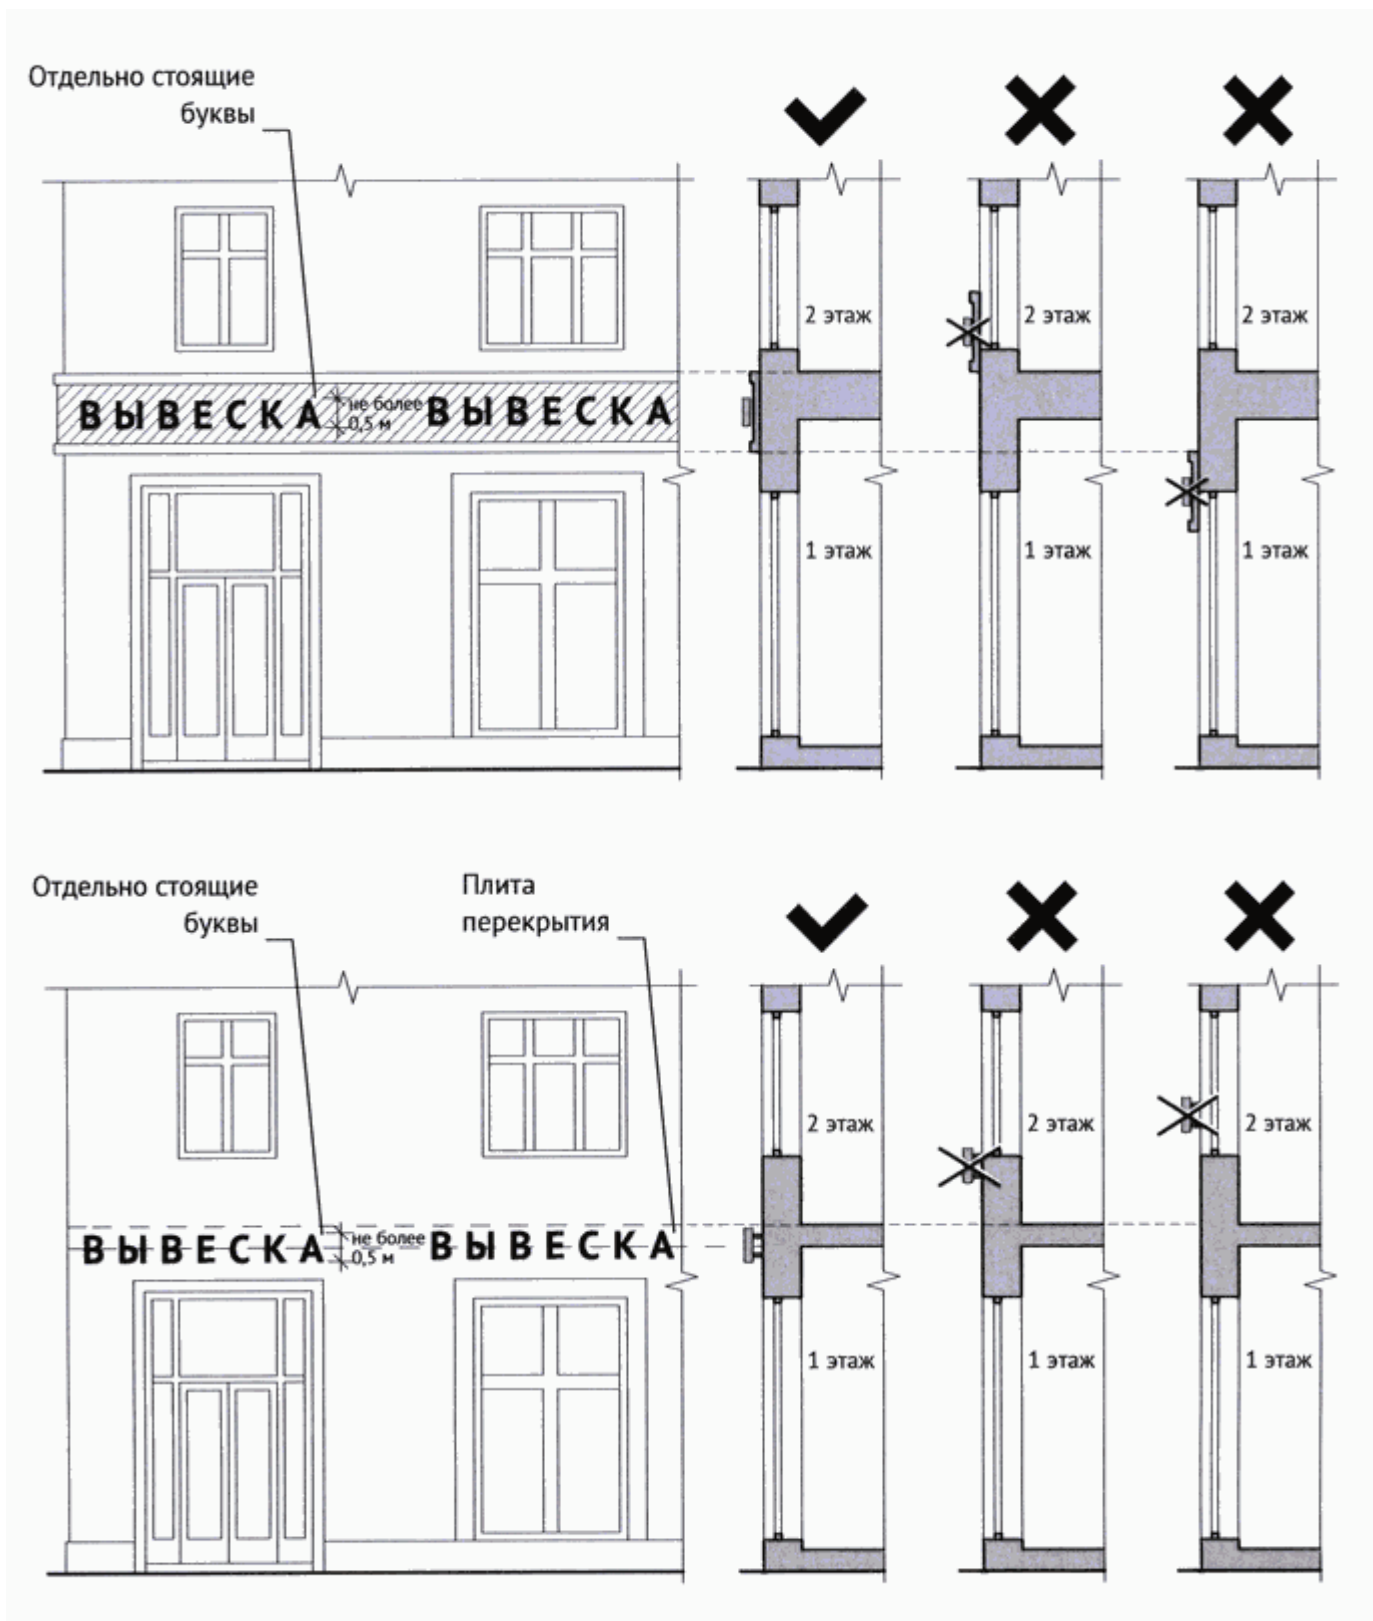 Отдельно стоящие
буквы
2 этаж
2 этаж
2 этаж
ВЫВЕСКА
не более
0,5 м
ВЫВЕСКА
1 этаж
1 этаж
1 этаж
Отдельно стоящие
буквы
Плита
перекрытия
2 этаж
2 этаж
2 этаж
ВЫВЕСКА
не более
0,5 м
ВЫВЕСКА
1 этаж
1 этаж
1 этаж